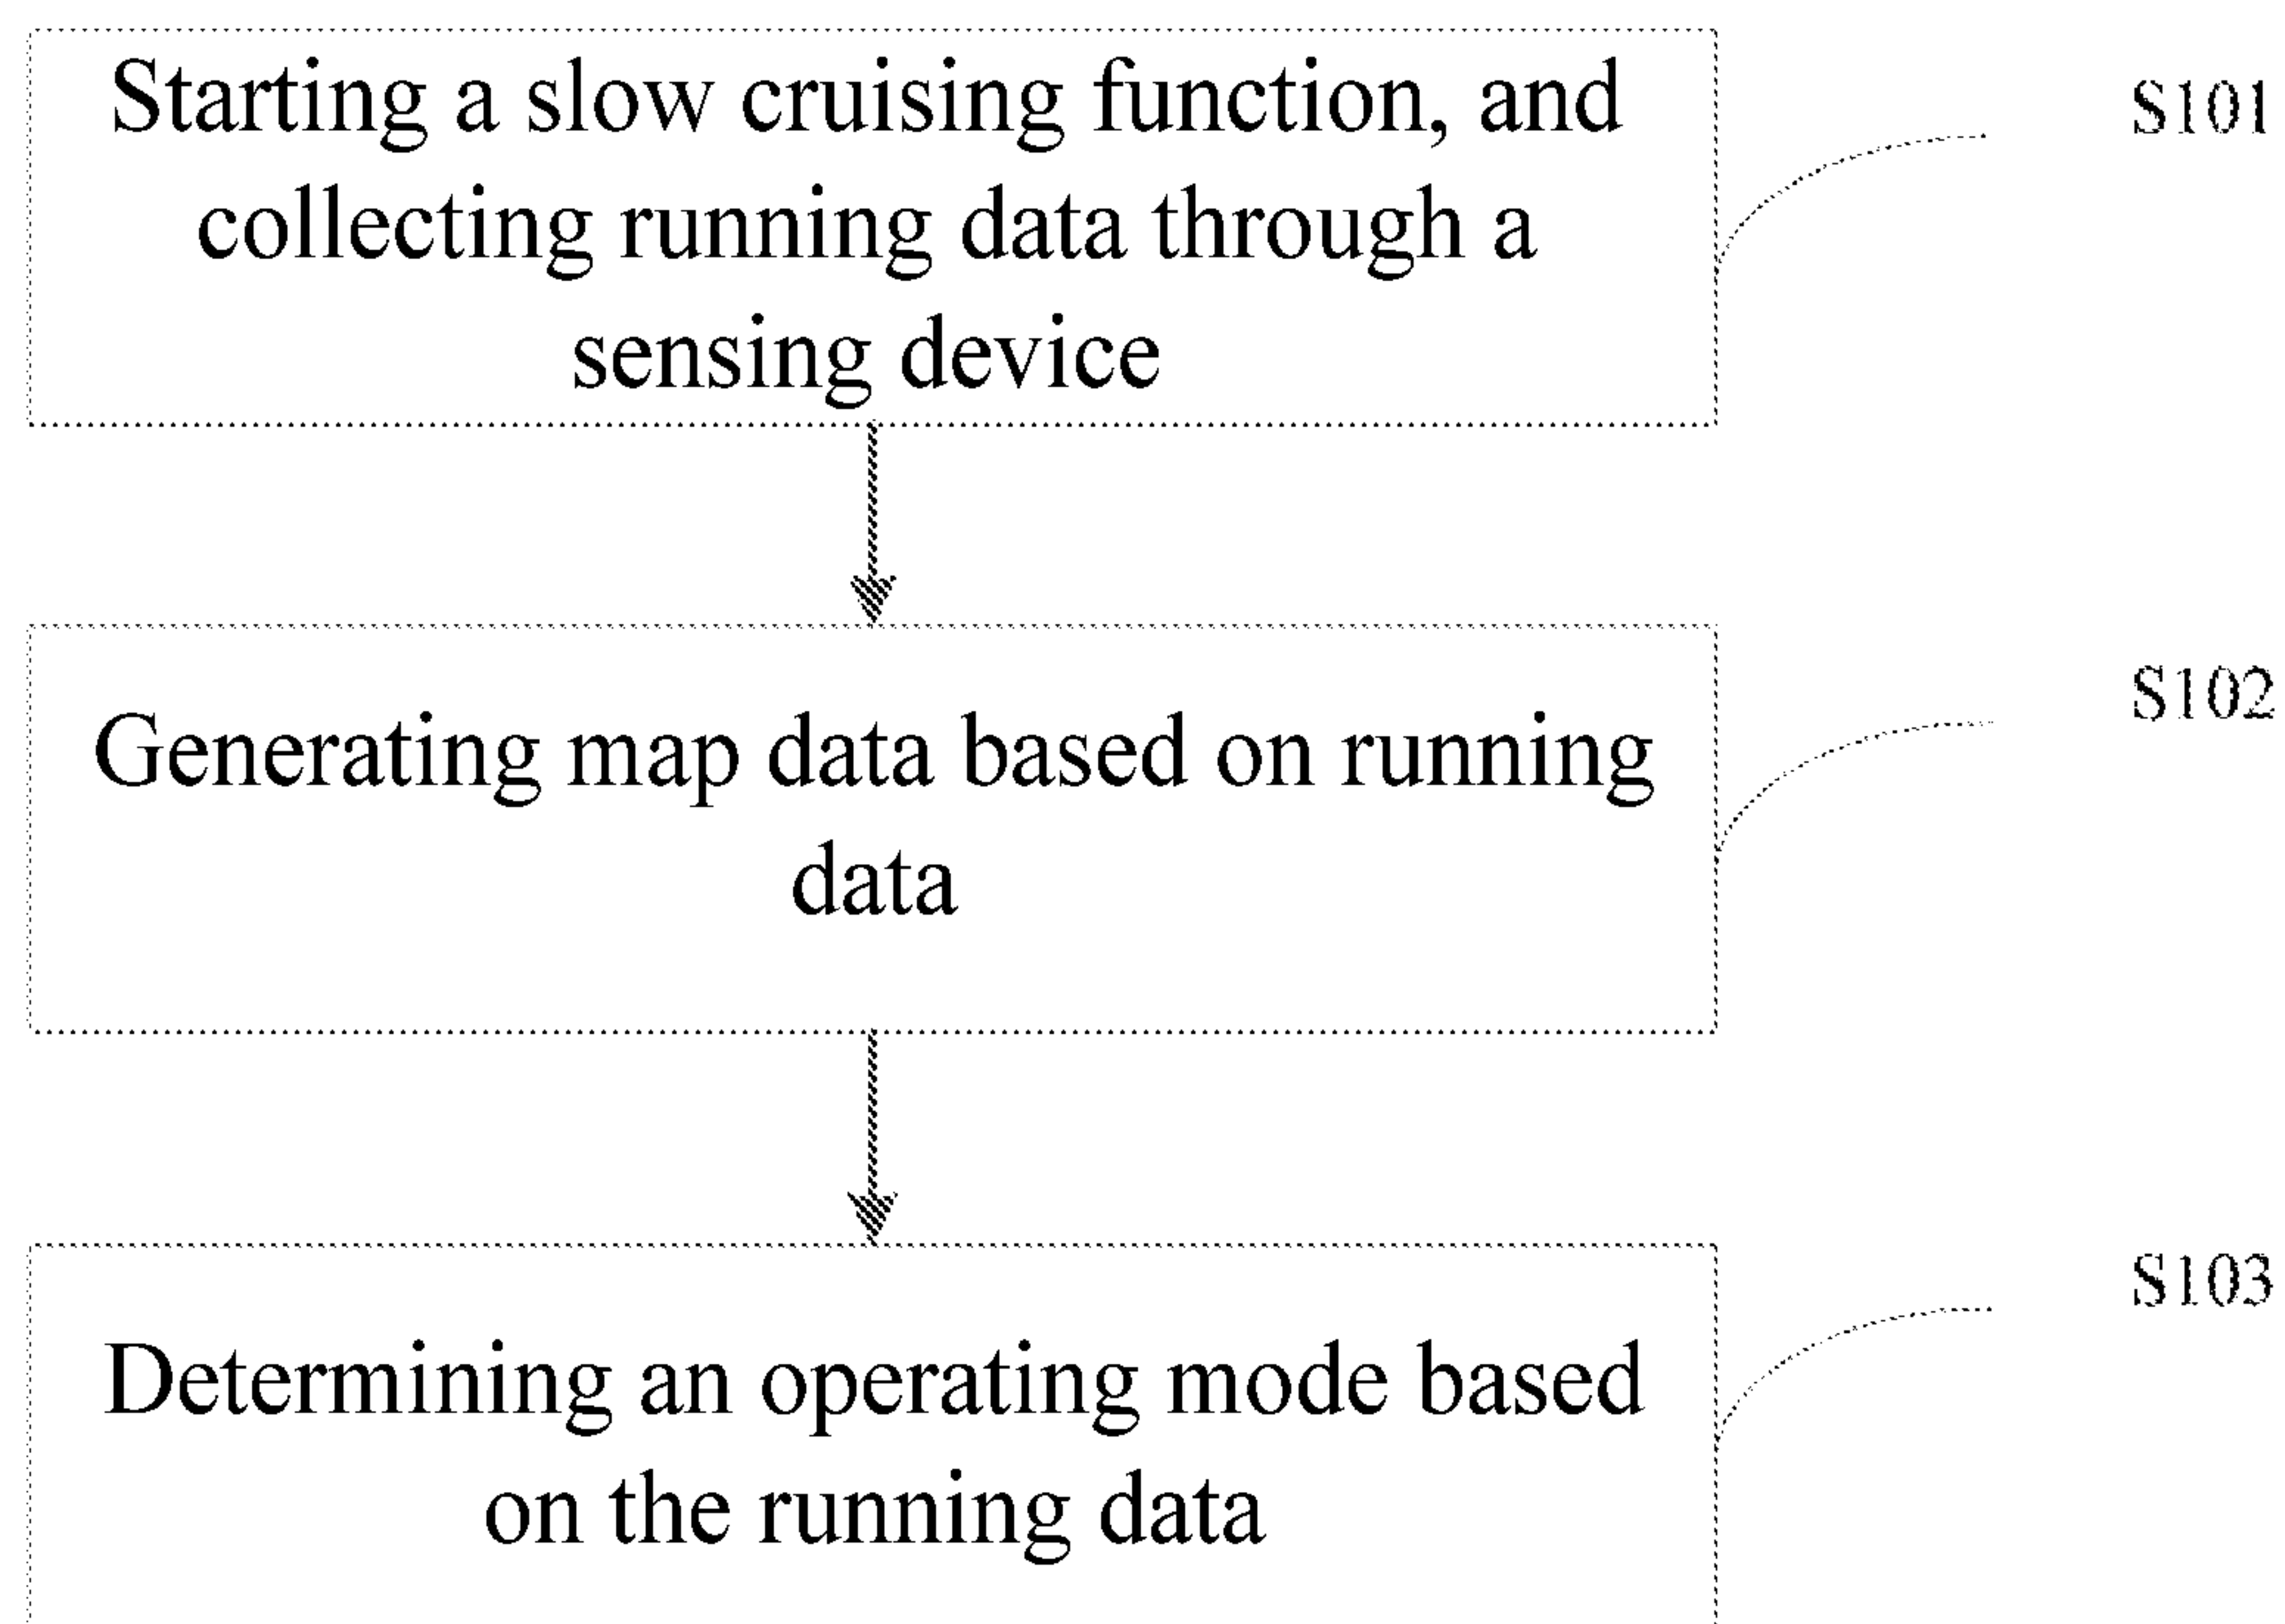 Starting a slow cruising function, and
collecting running data through a
sensing device
S101
Generating map data based on running
data
S102
Determining an operating mode based
on the running data
S103